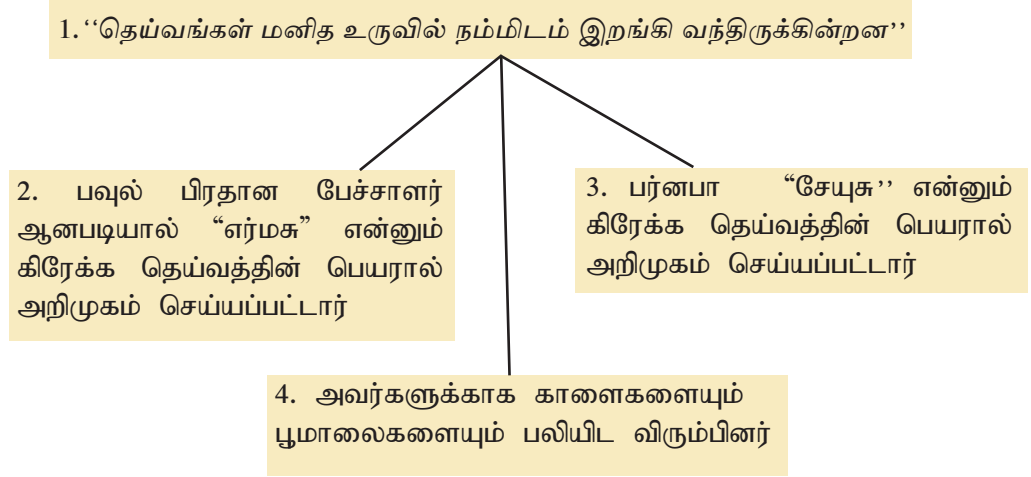 1. ‘‘தெய்வங்கள் மனித உருவில் நம்மிடம் இறங்கி வந்திருக்கின்றன’’
2. பவுல் பிரதான பேச்சாளர்
ஆனபடியால் “எர்மசு” என்னும்
கிரேக்க தெய்வத்தின் பெயரால்
அறிமுகம் செய்யப்பட்டார்
3. பர்னபா “சேயுசு’’ என்னும்
கிரேக்க தெய்வத்தின் பெயரால்
அறிமுகம் செய்யப்பட்டார்
4. அவர்களுக்காக காளைகளையும்
பூமாலைகளையும் பலியிட விரும்பினர்